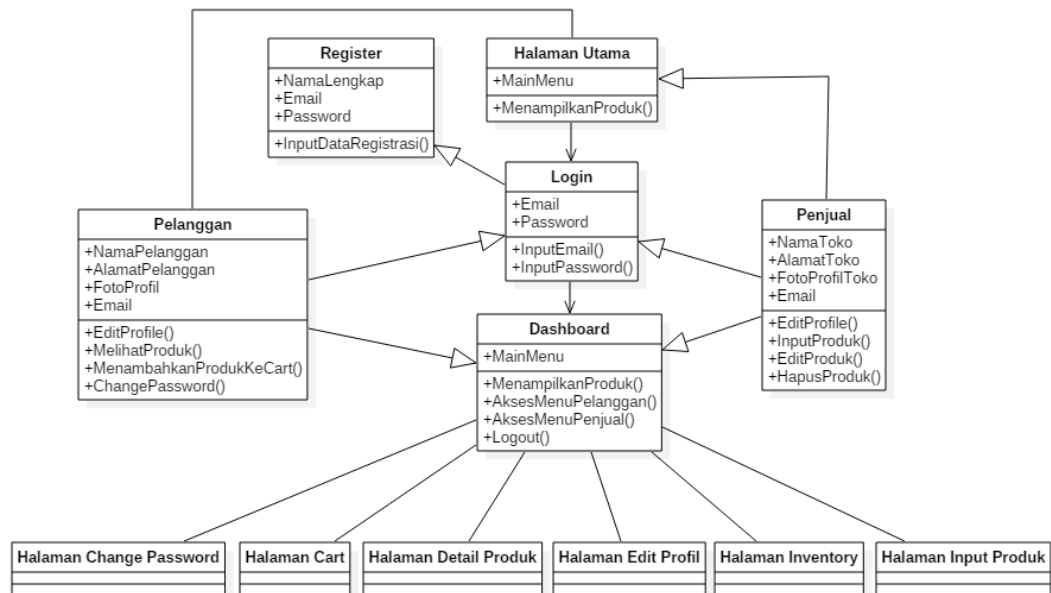 Register
+NamaLengkap
+Email
+Password
+InputDataRegistrasi()
Halaman Utama
+MainMenu
+MenampilkanProduk()
Login
+Email
+Password
+InputEmail()
+InputPassword()
Pelanggan
+NamaPelanggan
+AlamatPelanggan
+FotoProfil
+Email
+EditProfile()
+MelihatProduk()
+MenambahkanProdukKeCart()
+ChangePassword()
Penjual
+NamaToko
+AlamatToko
+FotoProfilToko
+Email
+EditProfile()
+InputProduk()
+EditProduk()
+HapusProduk()
Dashboard
+MainMenu
+MenampilkanProduk()
+AksesMenuPelanggan()
+AksesMenuPenjual()
+Logout()
Halaman Change Password
Halaman Cart
Halaman Detail Produk
Halaman Edit Profil
Halaman Inventory
Halaman Input Produk